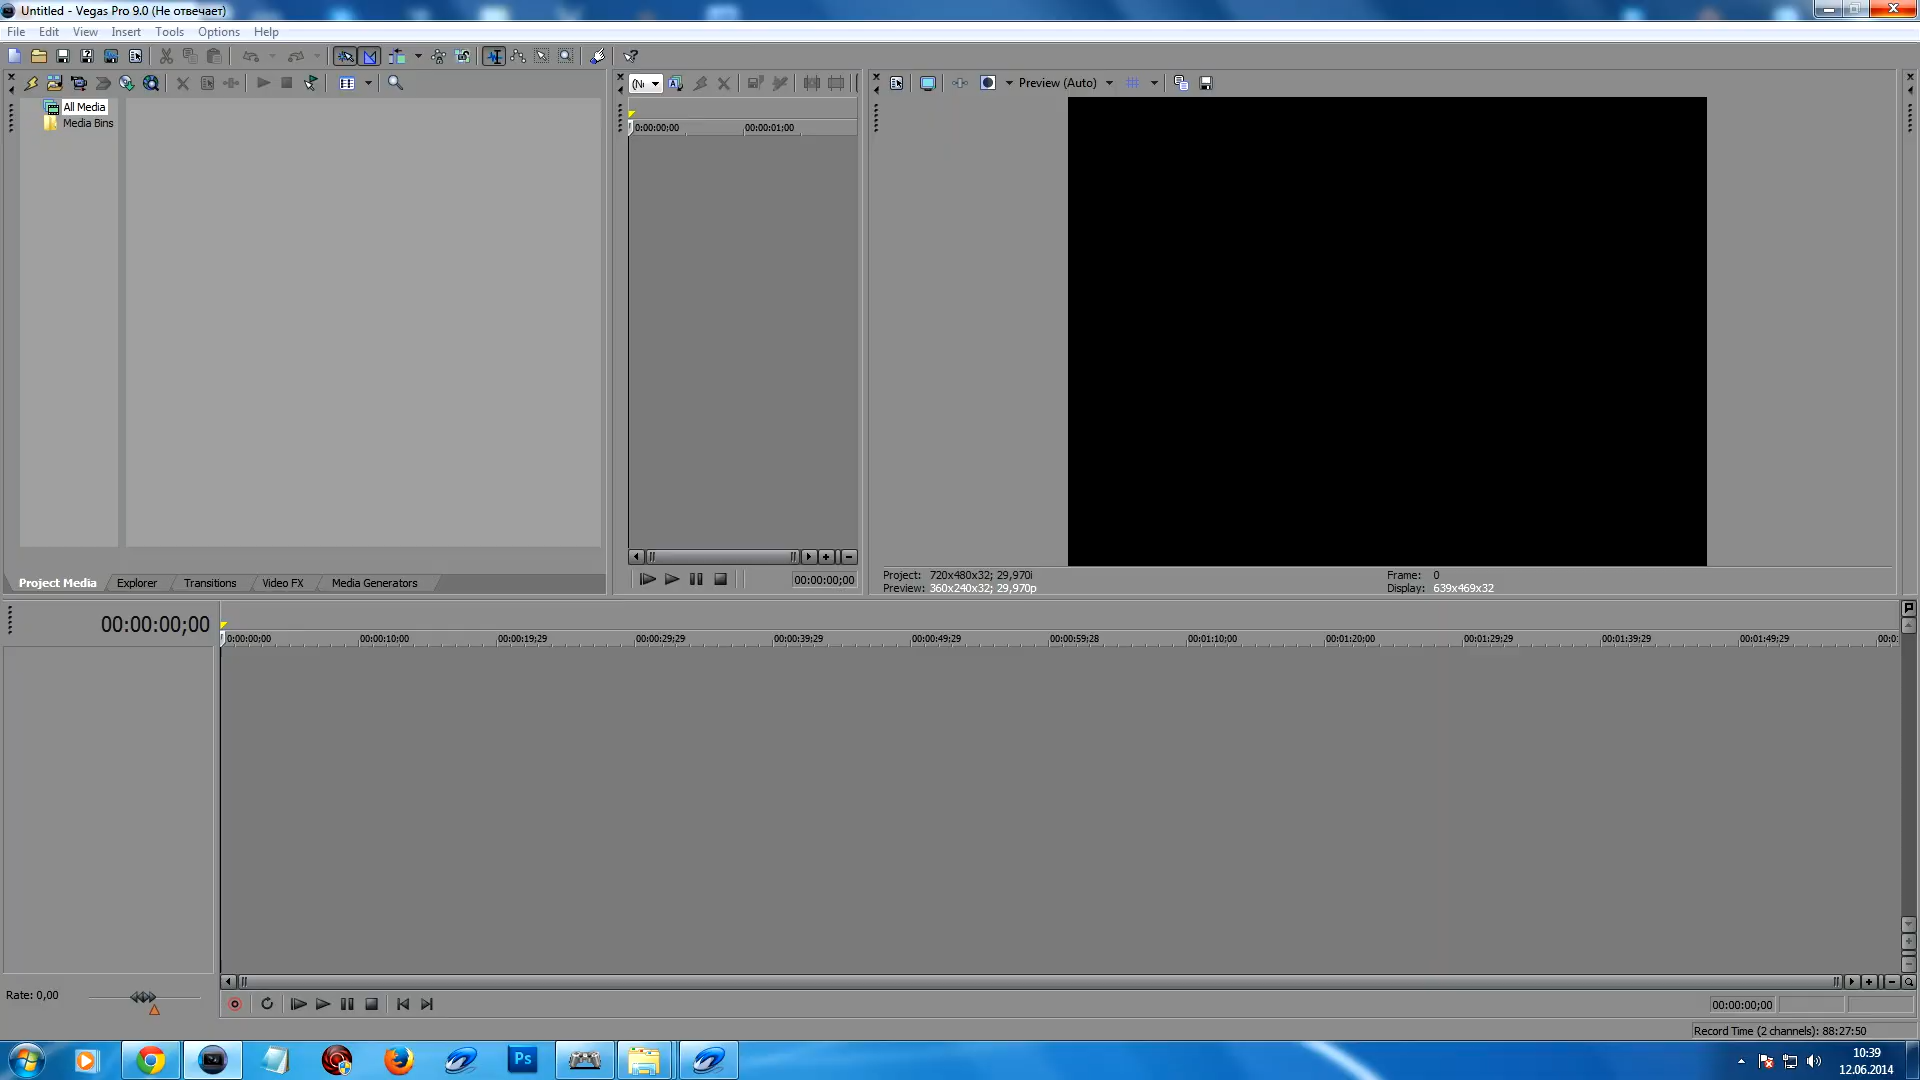 Untitled - Vegas Pro 9.0 (Не отвечает)
File Edit View Insert Tools Options Help
Preview (Auto)
All Media
Media Bins
0:00:00;00 00:00:01;00
00:00:00;00
Project Media Explorer Transitions Video FX Media Generators
Project: 720x480x32; 29,970i
Preview: 360x240x32; 29,970p
Frame: 0
Display: 639x469x32
00:00:00;00
0:00:00;00 00:00:10;00 00:00:19;29 00:00:29;29 00:00:39;29 00:00:49;29 00:00:59;28 00:01:10;00 00:01:20;00 00:01:29;29 00:01:39;29 00:01:49;29
Rate: 0,00
00:00:00;00
Record Time (2 channels): 88:27:50
Ps
10:39
12.06.2014